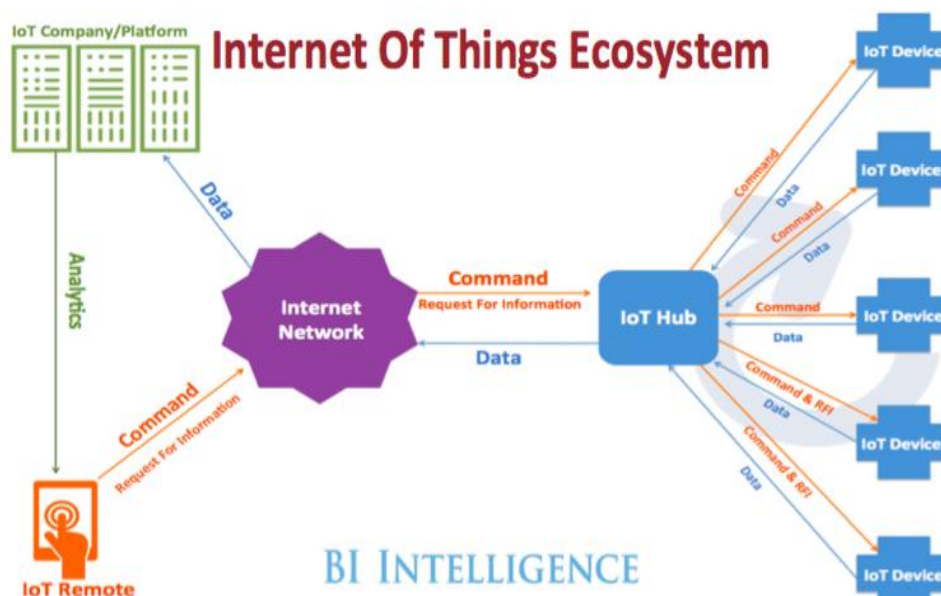 IoT Company/Platform
Internet Of Things Ecosystem
IoT Device
Command
Data
IoT Device
Command
Data
Data
Analytics
Internet
Network
Command
Request For Information
Data
IoT Hub
Command
Data
IoT Device
Command & RFI
Data
IoT Device
Command
Request For Information
Command & RFI
Data
IoT Device
IoT Remote
BI INTELLIGENCE